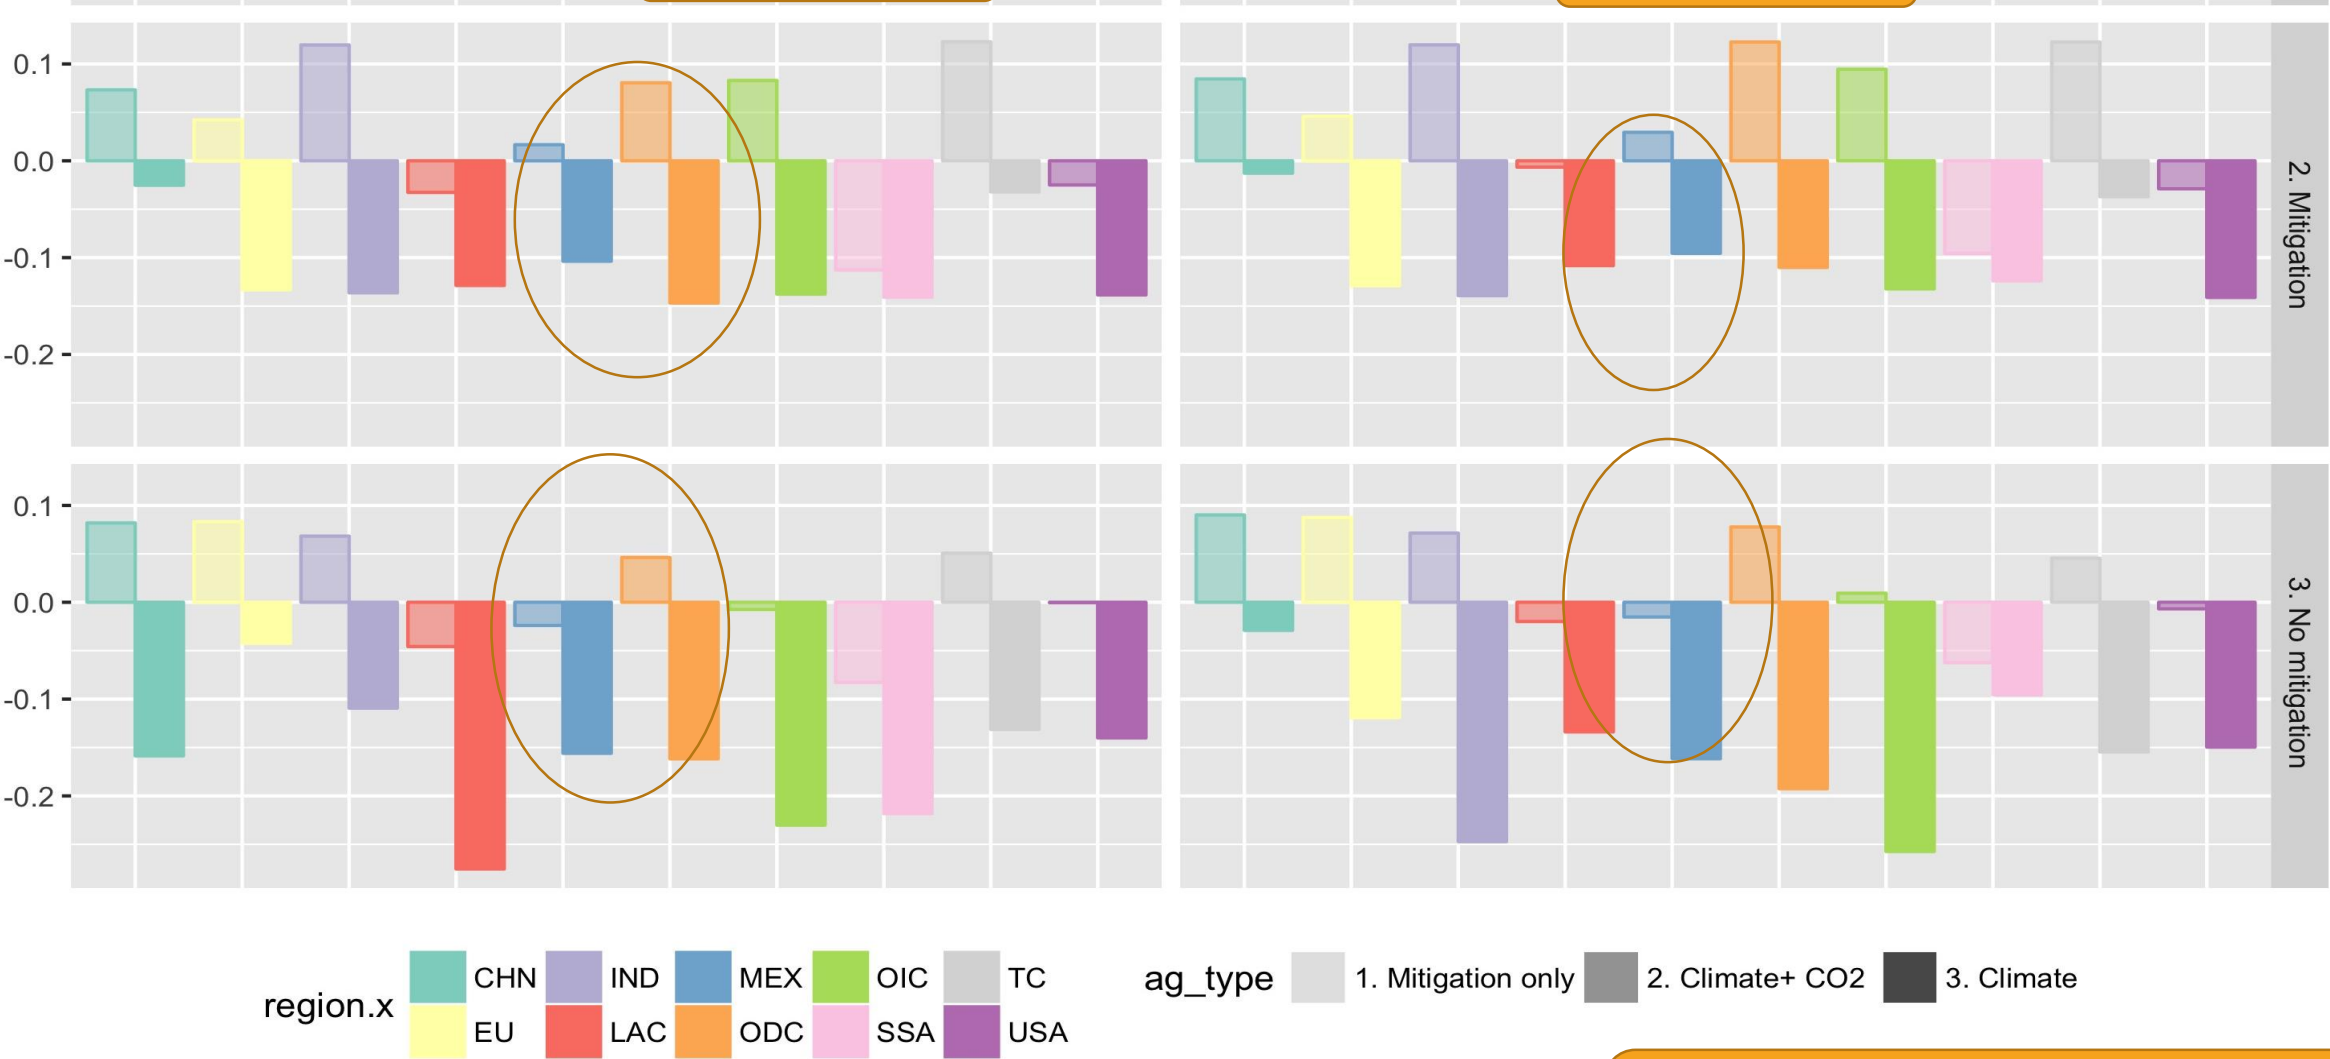 0.1
0.0
-0.1
-0.2
2. Mitigation
0.1
0.0
-0.1
-0.2
3. No mitigation
region.x
CHN IND MEX OIC TC
EU LAC ODC SSA USA
ag_type 1. Mitigation only 2. Climate+ CO2 3. Climate